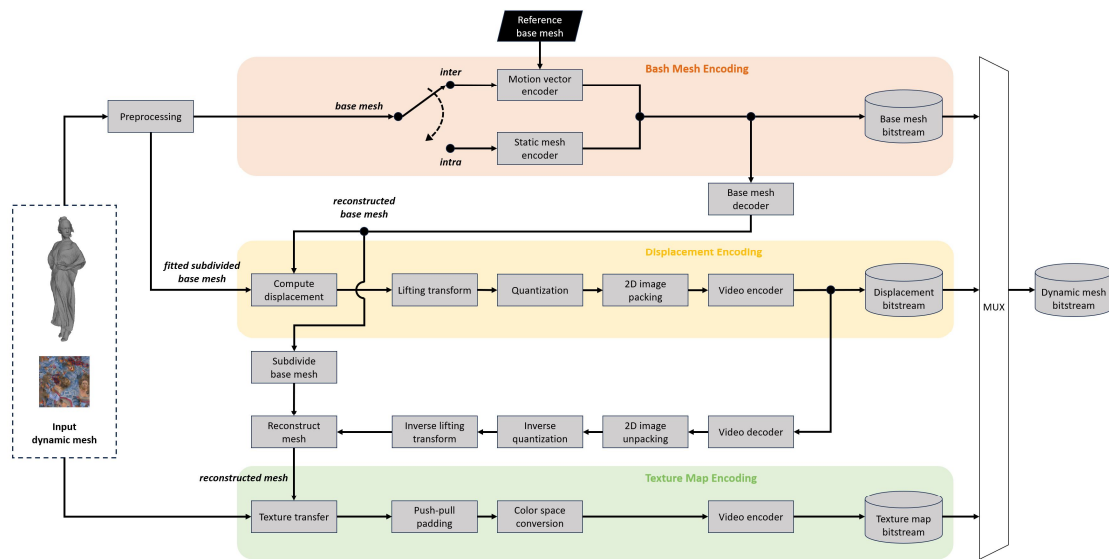 Reference
base mesh
Bash Mesh Encoding
inter
Motion vector
encoder
base mesh
Preprocessing
Base mesh
bitstream
Static mesh
encoder
intra
Base mesh
decoder
reconstructed
base mesh
Displacement Encoding
fitted subdivided
base mesh
Compute
displacement
Lifting transform
Quantization
2D image
packing
Video encoder
Displacement
bitstream
MUX
Dynamic mesh
bitstream
Subdivide
base mesh
Input
dynamic mesh
Reconstruct
mesh
Inverse lifting
transform
Inverse
quantization
2D image
unpacking
Video decoder
reconstructed mesh
Texture Map Encoding
Texture transfer
Push-pull
padding
Color space
conversion
Video encoder
Texture map
bitstream